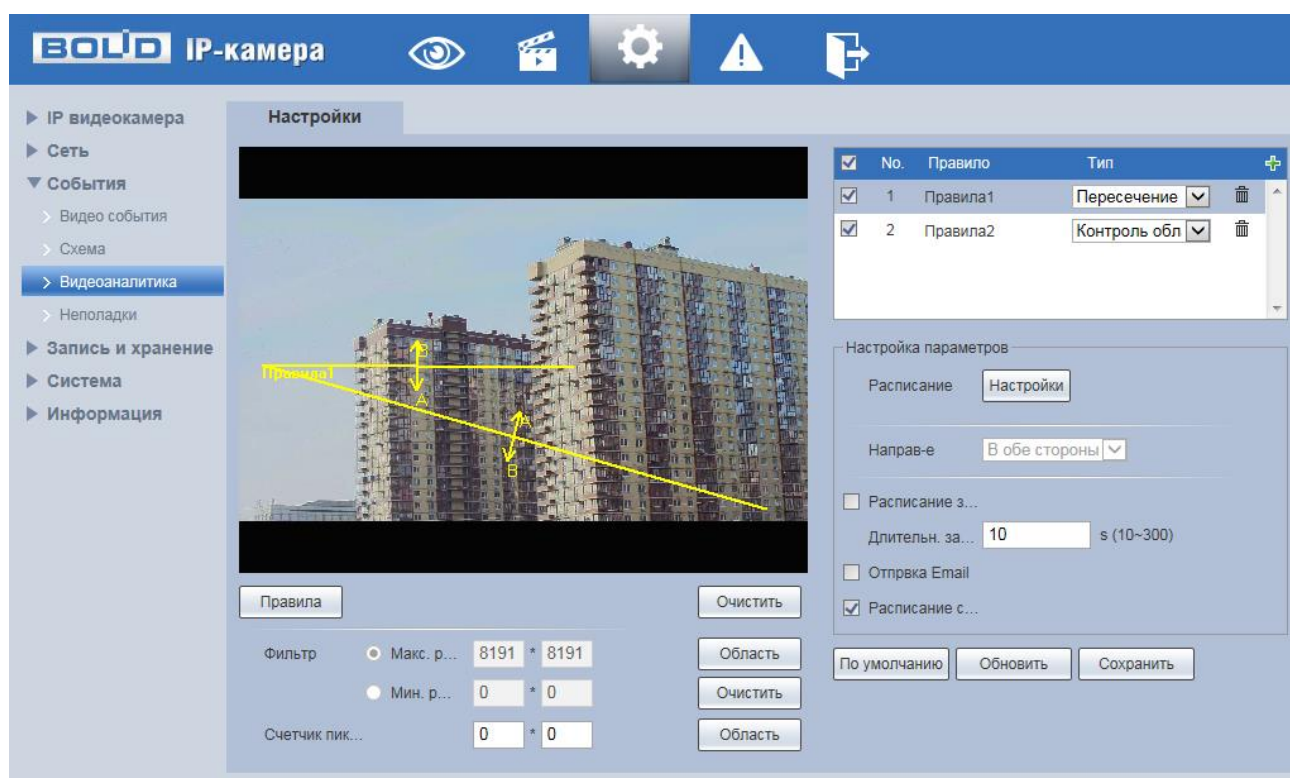 BOLID IP-камера
IP видеокамера
Сеть
События
Видео события
Схема
Видеоаналитика
Неполадки
Запись и хранение
Система
Информация
Настройки
Правила1
B
A
A
B
Правила
Очистить
Фильтр Макс. р... 8191 * 8191 Область
Мин. р... 0 * 0 Очистить
Счетчик пик... 0 * 0 Область
No. Правило Тип
1 Правила1 Пересечение
2 Правила2 Контроль обл
Настройка параметров
Расписание Настройки
Направ-е В обе стороны
Расписание з...
Длительн. за... 10 s (10~300)
Отпрвка Email
Расписание с...
По умолчанию Обновить Сохранить